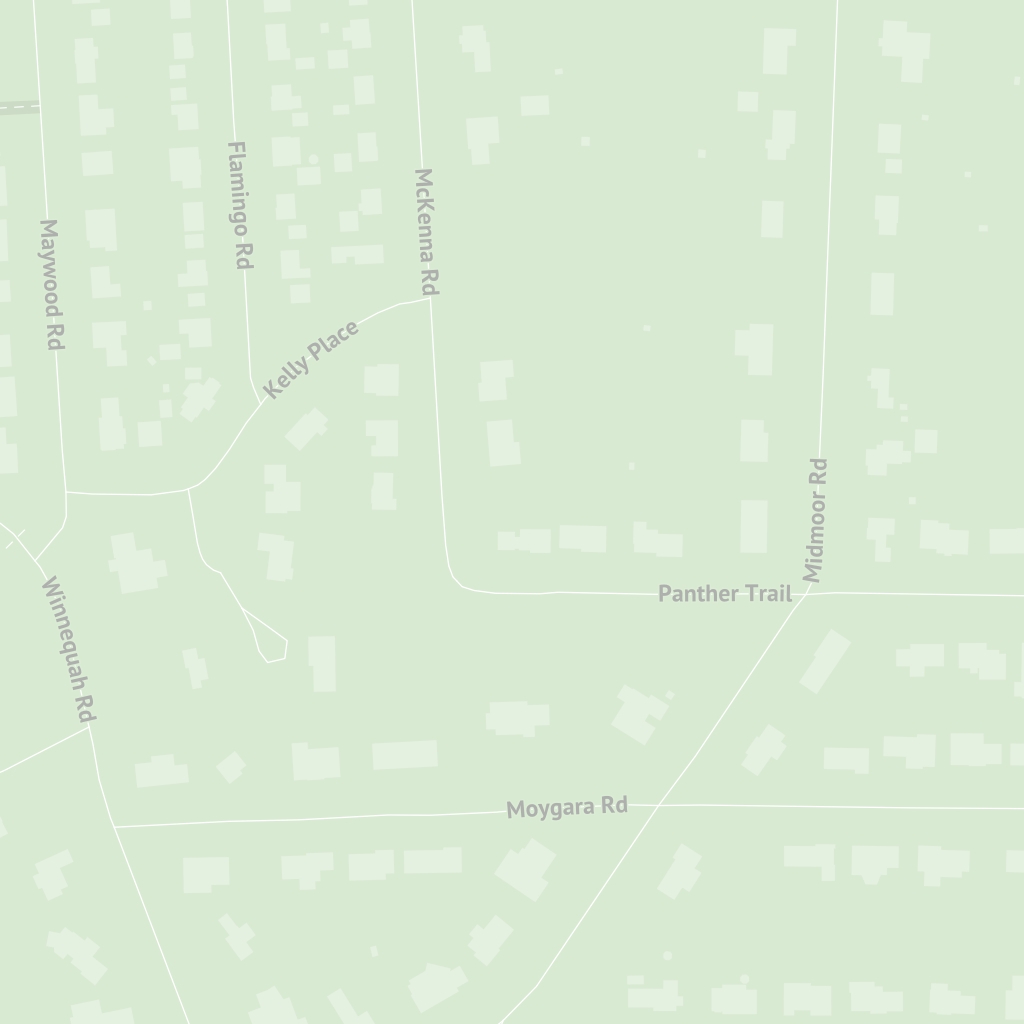 Flamingo Rd
McKenna Rd
Maywood Rd
Kelly Place
Midmoor Rd
Panther Trail
Winnequah Rd
Moygara Rd